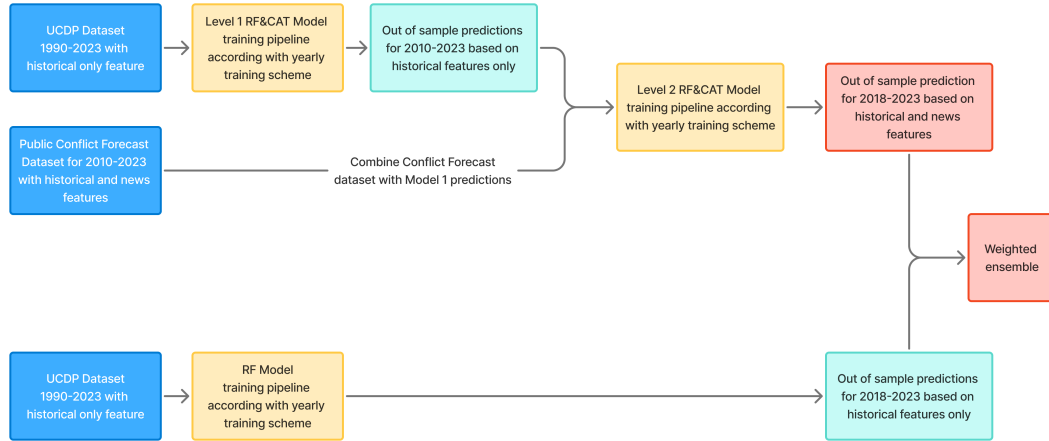 UCDP Dataset
1990-2023 with
historical only feature
Level 1 RF&CAT Model
training pipeline
according with yearly
training scheme
Out of sample predictions
for 2010-2023 based on
historical features only
Public Conflict Forecast
Dataset for 2010-2023
with historical and news
features
Combine Conflict Forecast
dataset with Model 1 predictions
Level 2 RF&CAT Model
training pipeline according
with yearly training scheme
Out of sample prediction
for 2018-2023 based on
historical and news
features
Weighted
ensemble
UCDP Dataset
1990-2023 with
historical only feature
RF Model
training pipeline
according with yearly
training scheme
Out of sample predictions
for 2018-2023 based on
historical features only